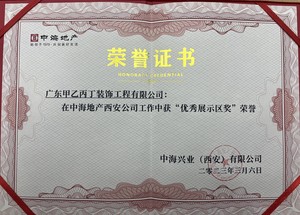 中海地产
荣誉证书
广东甲乙丙丁装饰工程有限公司：
在中海地产西安公司工作中获“优秀展示区奖”荣誉
中海兴业（西安）有限公司
二〇二三年三月六日